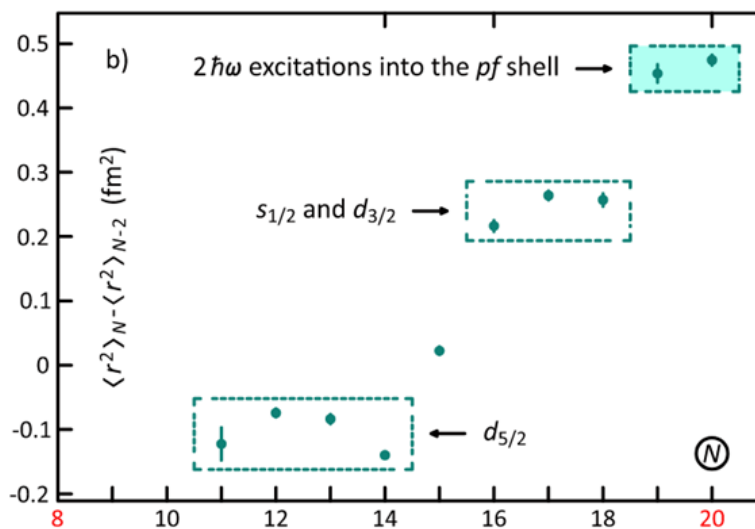 0.5
b)
2ħω excitations into the pf shell
0.4
0.3
s1/2 and d3/2
0.2
⟨r²⟩N-⟨r²⟩N-2 (fm²)
0.1
0
-0.1
d5/2
N
-0.2
8 10 12 14 16 18 20